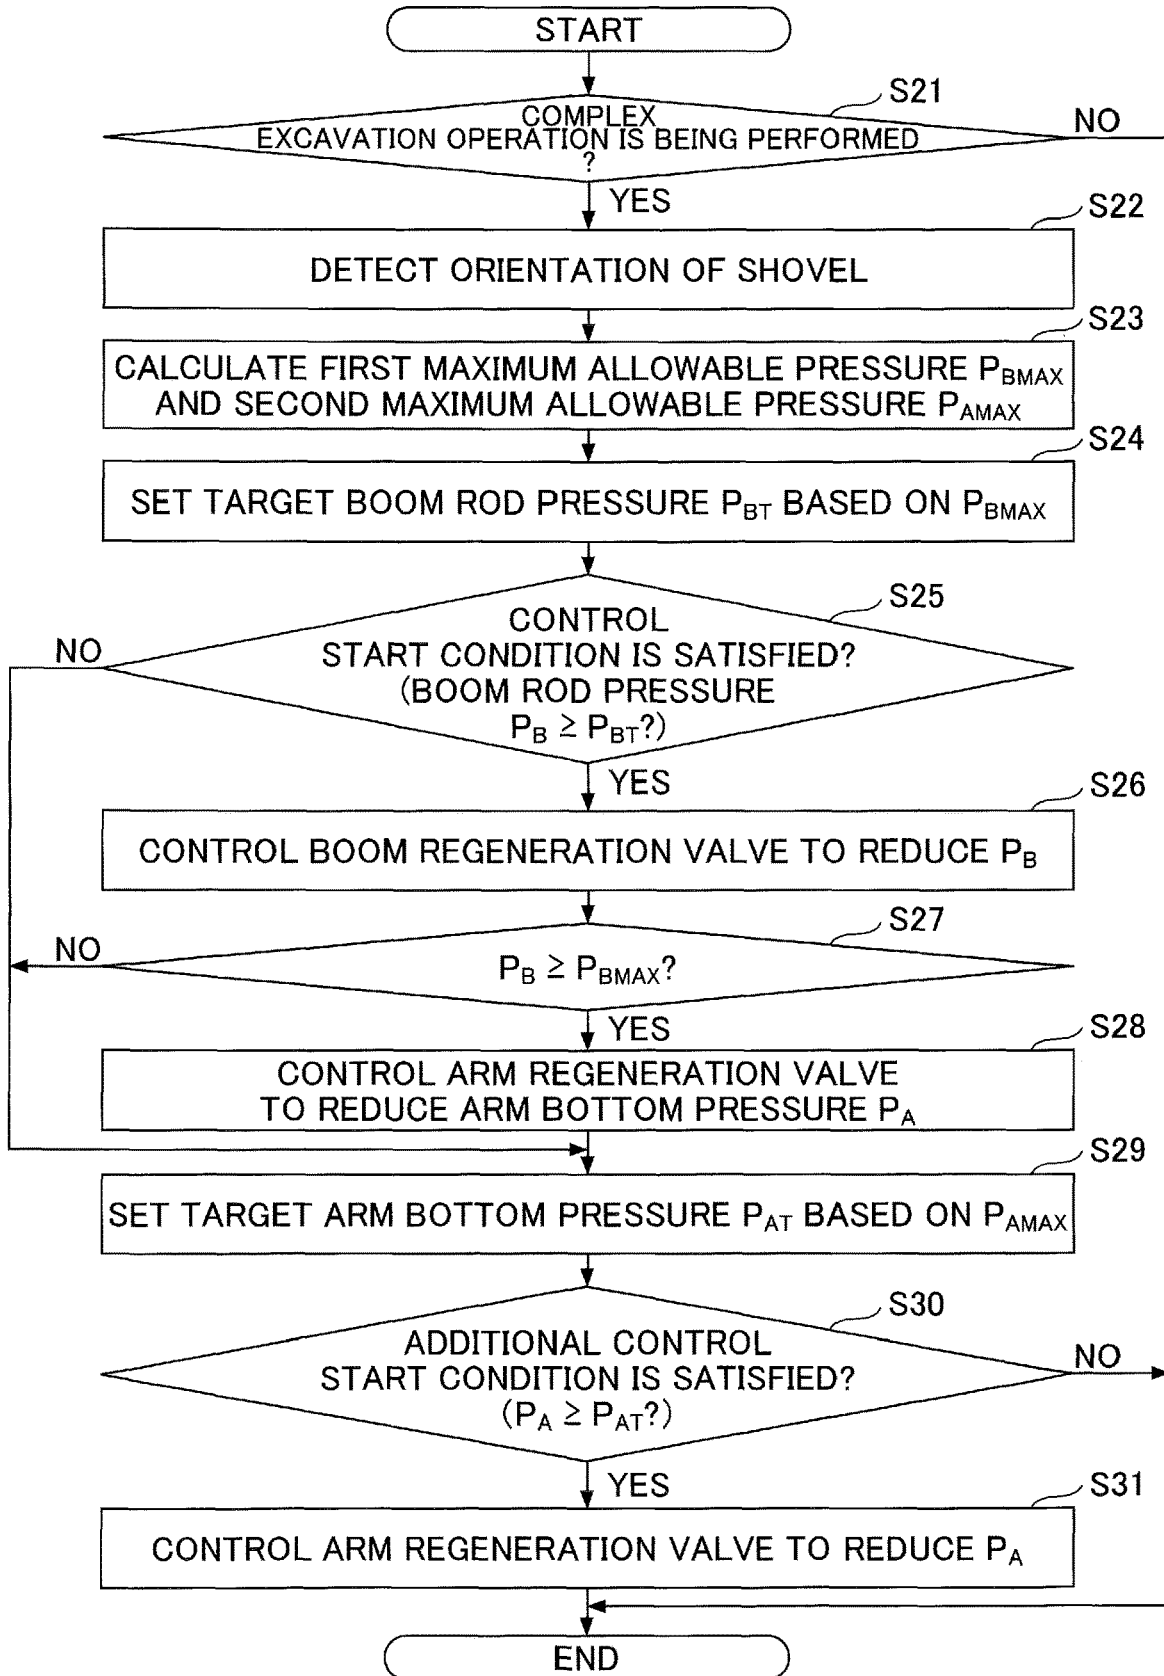 START
S21
COMPLEX
EXCAVATION OPERATION IS BEING PERFORMED
?
NO
YES
S22
DETECT ORIENTATION OF SHOVEL
S23
CALCULATE FIRST MAXIMUM ALLOWABLE PRESSURE PBMAX
AND SECOND MAXIMUM ALLOWABLE PRESSURE PAMAX
S24
SET TARGET BOOM ROD PRESSURE PBT BASED ON PBMAX
S25
CONTROL
START CONDITION IS SATISFIED?
(BOOM ROD PRESSURE
PB ≥ PBT?)
NO
YES
S26
CONTROL BOOM REGENERATION VALVE TO REDUCE PB
S27
NO
PB ≥ PBMAX?
YES
S28
CONTROL ARM REGENERATION VALVE
TO REDUCE ARM BOTTOM PRESSURE PA
S29
SET TARGET ARM BOTTOM PRESSURE PAT BASED ON PAMAX
S30
ADDITIONAL CONTROL
START CONDITION IS SATISFIED?
(PA ≥ PAT?)
NO
YES
S31
CONTROL ARM REGENERATION VALVE TO REDUCE PA
END